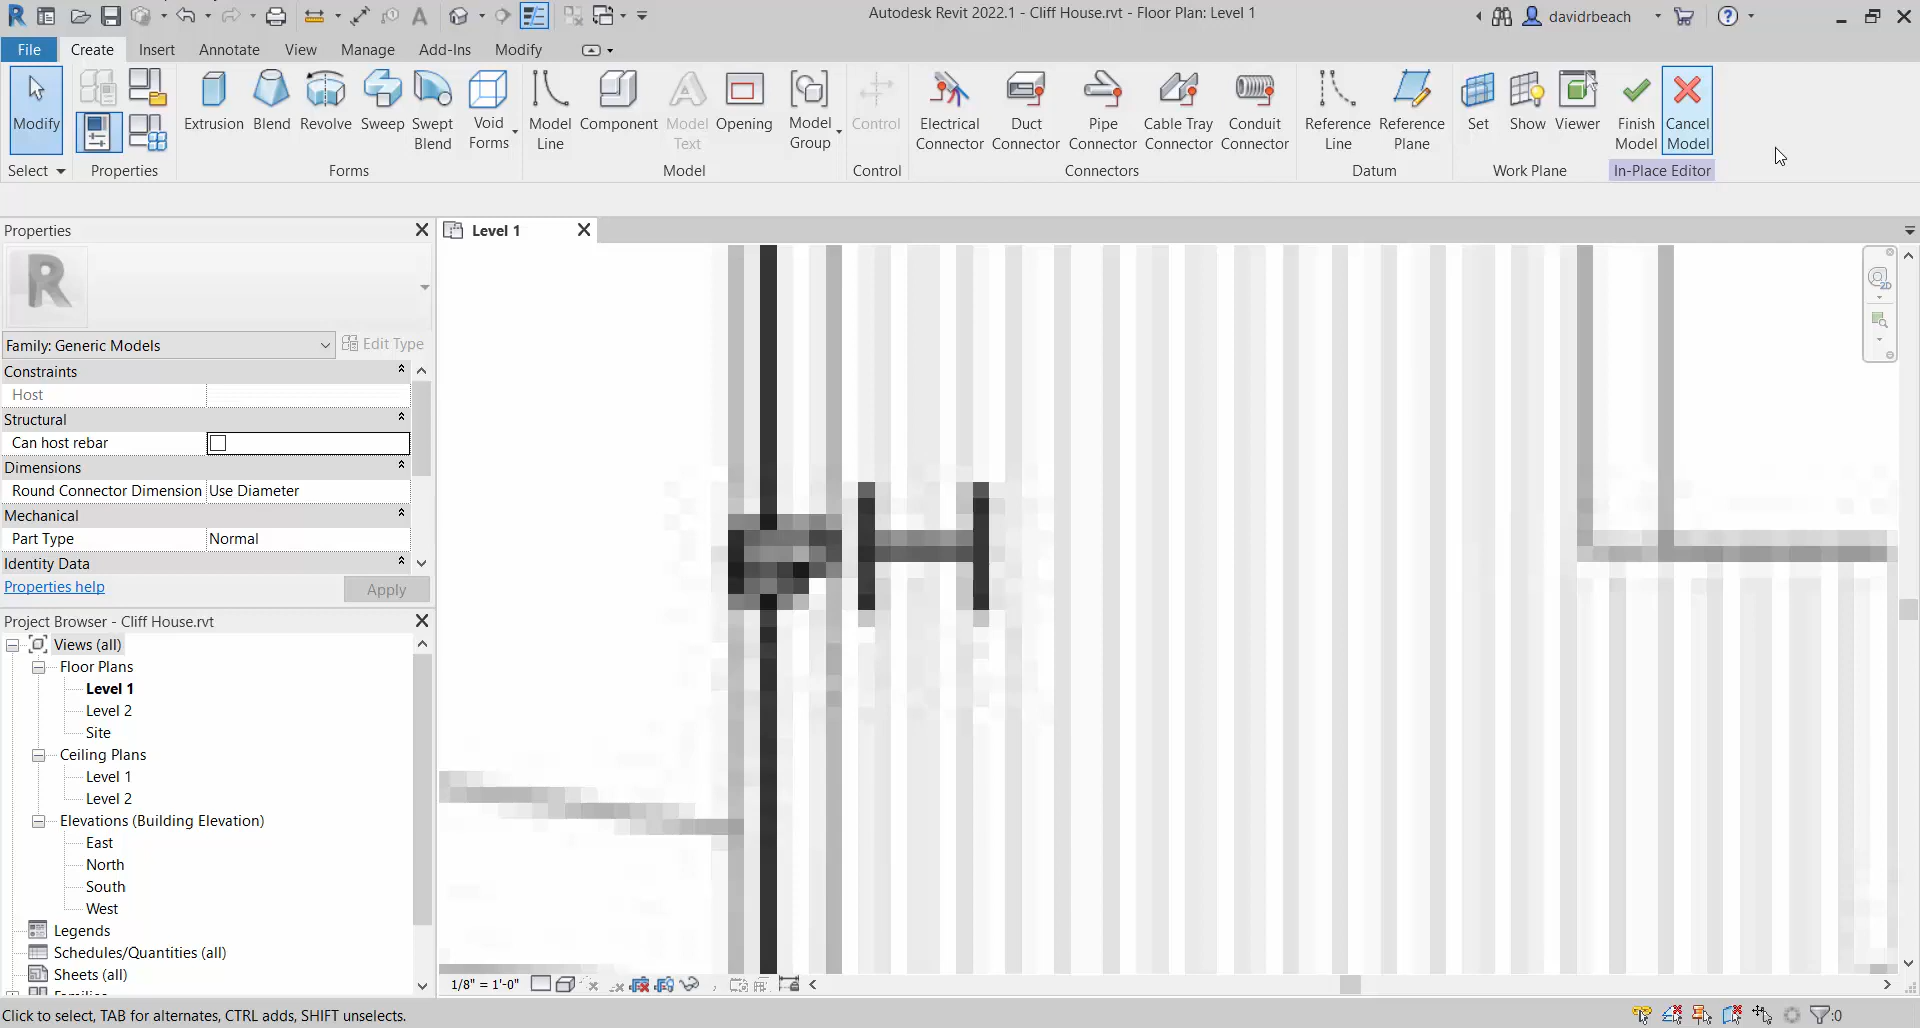 Autodesk Revit 2022.1 - Cliff House.rvt - Floor Plan: Level 1
davidrbeach
File Create Insert Annotate View Manage Add-Ins Modify
Modify
Extrusion Blend Revolve Sweep Swept Blend Void Forms
Model Line Component Model Text Opening Model Group
Control
Electrical Connector Duct Connector Pipe Connector Cable Tray Connector Conduit Connector
Reference Line Reference Plane
Set Show Viewer
Finish Model Cancel Model
Select Properties Forms Model Control Connectors Datum Work Plane In-Place Editor
Properties
Level 1
Family: Generic Models
Edit Type
Constraints
Host
Structural
Can host rebar
Dimensions
Round Connector Dimension Use Diameter
Mechanical
Part Type Normal
Identity Data
Properties help
Apply
Project Browser - Cliff House.rvt
Views (all)
Floor Plans
Level 1
Level 2
Site
Ceiling Plans
Level 1
Level 2
Elevations (Building Elevation)
East
North
South
West
Legends
Schedules/Quantities (all)
Sheets (all)
1/8" = 1'-0"
Click to select, TAB for alternates, CTRL adds, SHIFT unselects.
:0